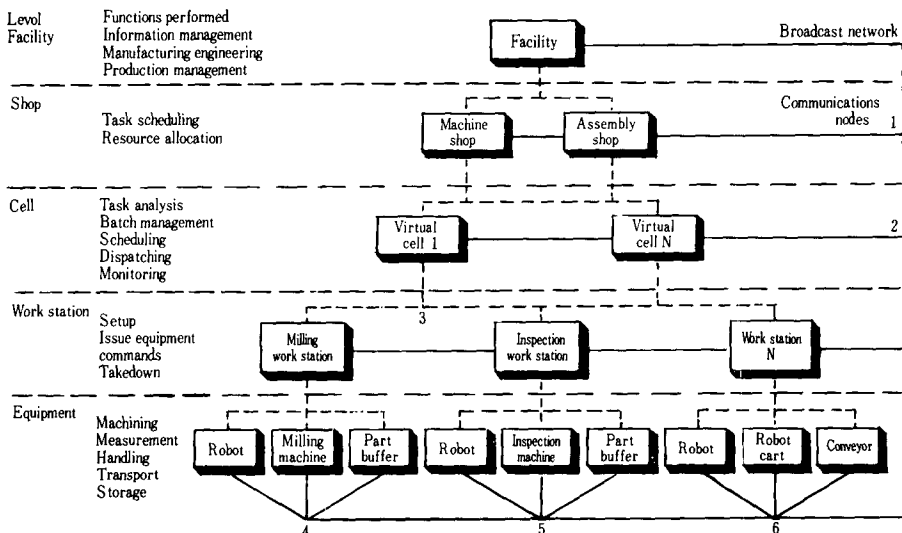 Levol
Facility
Functions performed
Information management
Manufacturing engineering
Production management
Facility
Broadcast network
Shop
Task scheduling
Resource allocation
Machine
shop
Assembly
shop
Communications
nodes
1
Cell
Task analysis
Batch management
Scheduling
Dispatching
Monitoring
Virtual
cell 1
Virtual
cell N
2
Work station
Setup
Issue equipment
commands
Takedown
3
Milling
work station
Inspection
work station
Work station
N
Equipment
Machining
Measurement
Handling
Transport
Storage
Robot
Milling
machine
Part
buffer
Robot
Inspection
machine
Part
buffer
Robot
Robot
cart
Conveyor
4
5
6